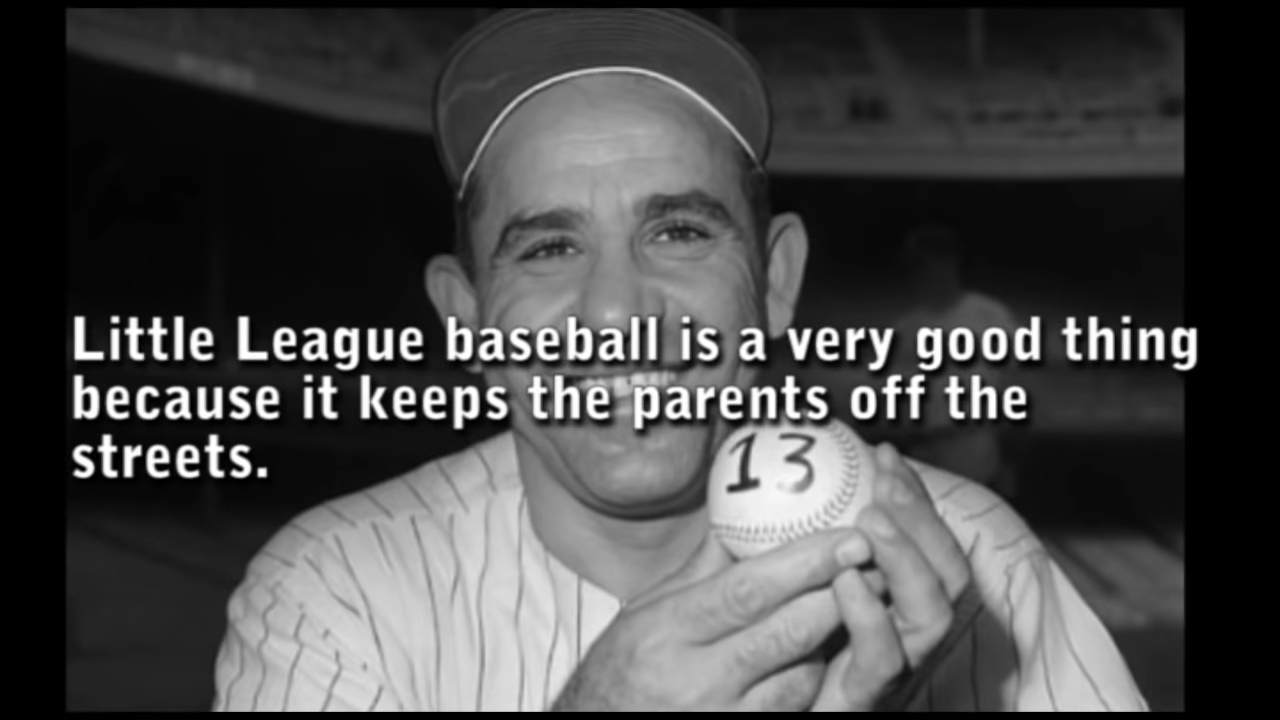 Little League baseball is a very good thing
because it keeps the parents off the
streets.
13